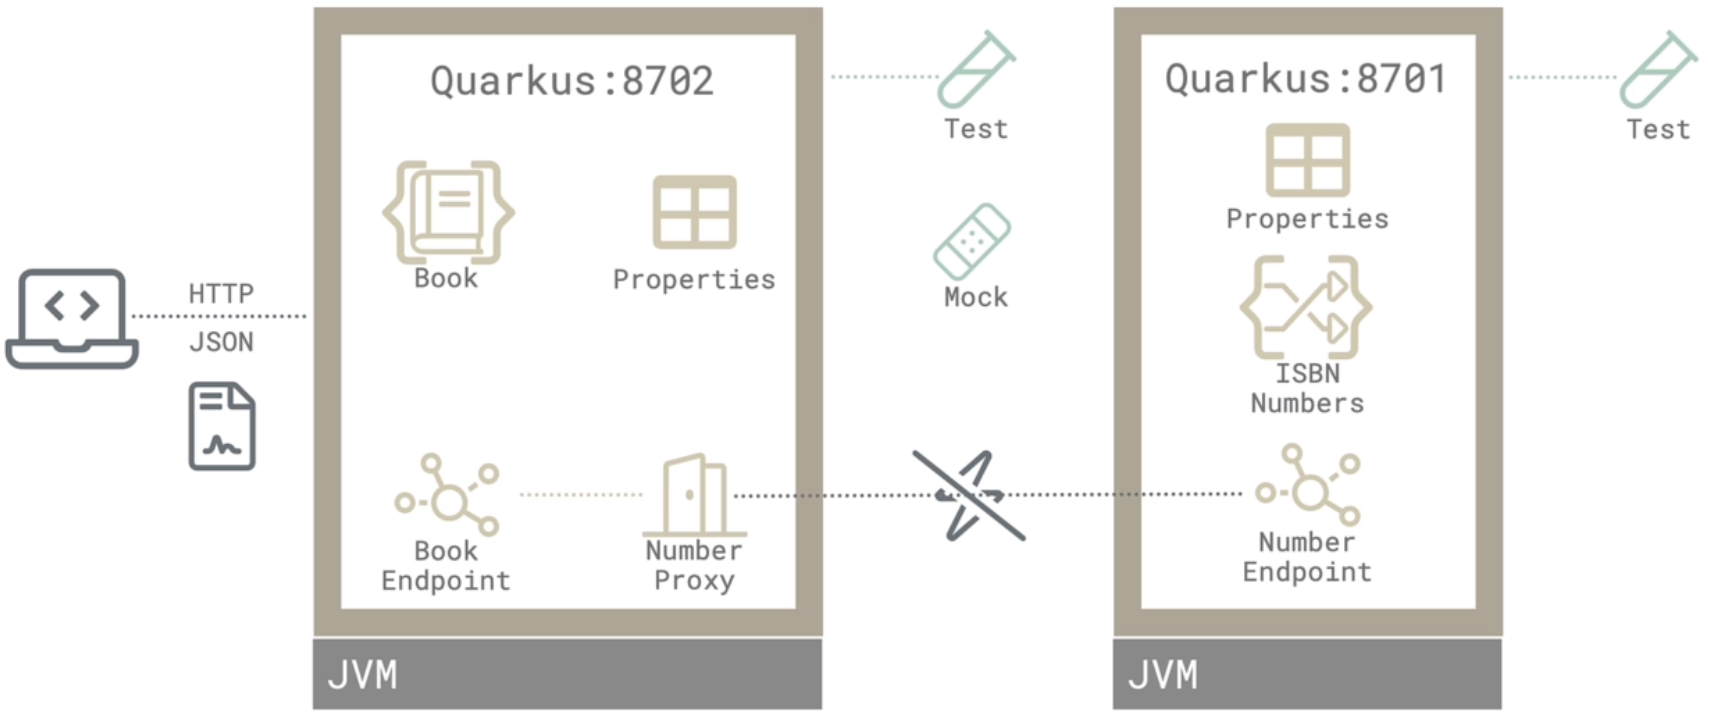 HTTP
JSON
Quarkus:8702
Book
Properties
Book
Endpoint
Number
Proxy
JVM
Test
Mock
Quarkus:8701
Properties
ISBN
Numbers
Number
Endpoint
JVM
Test